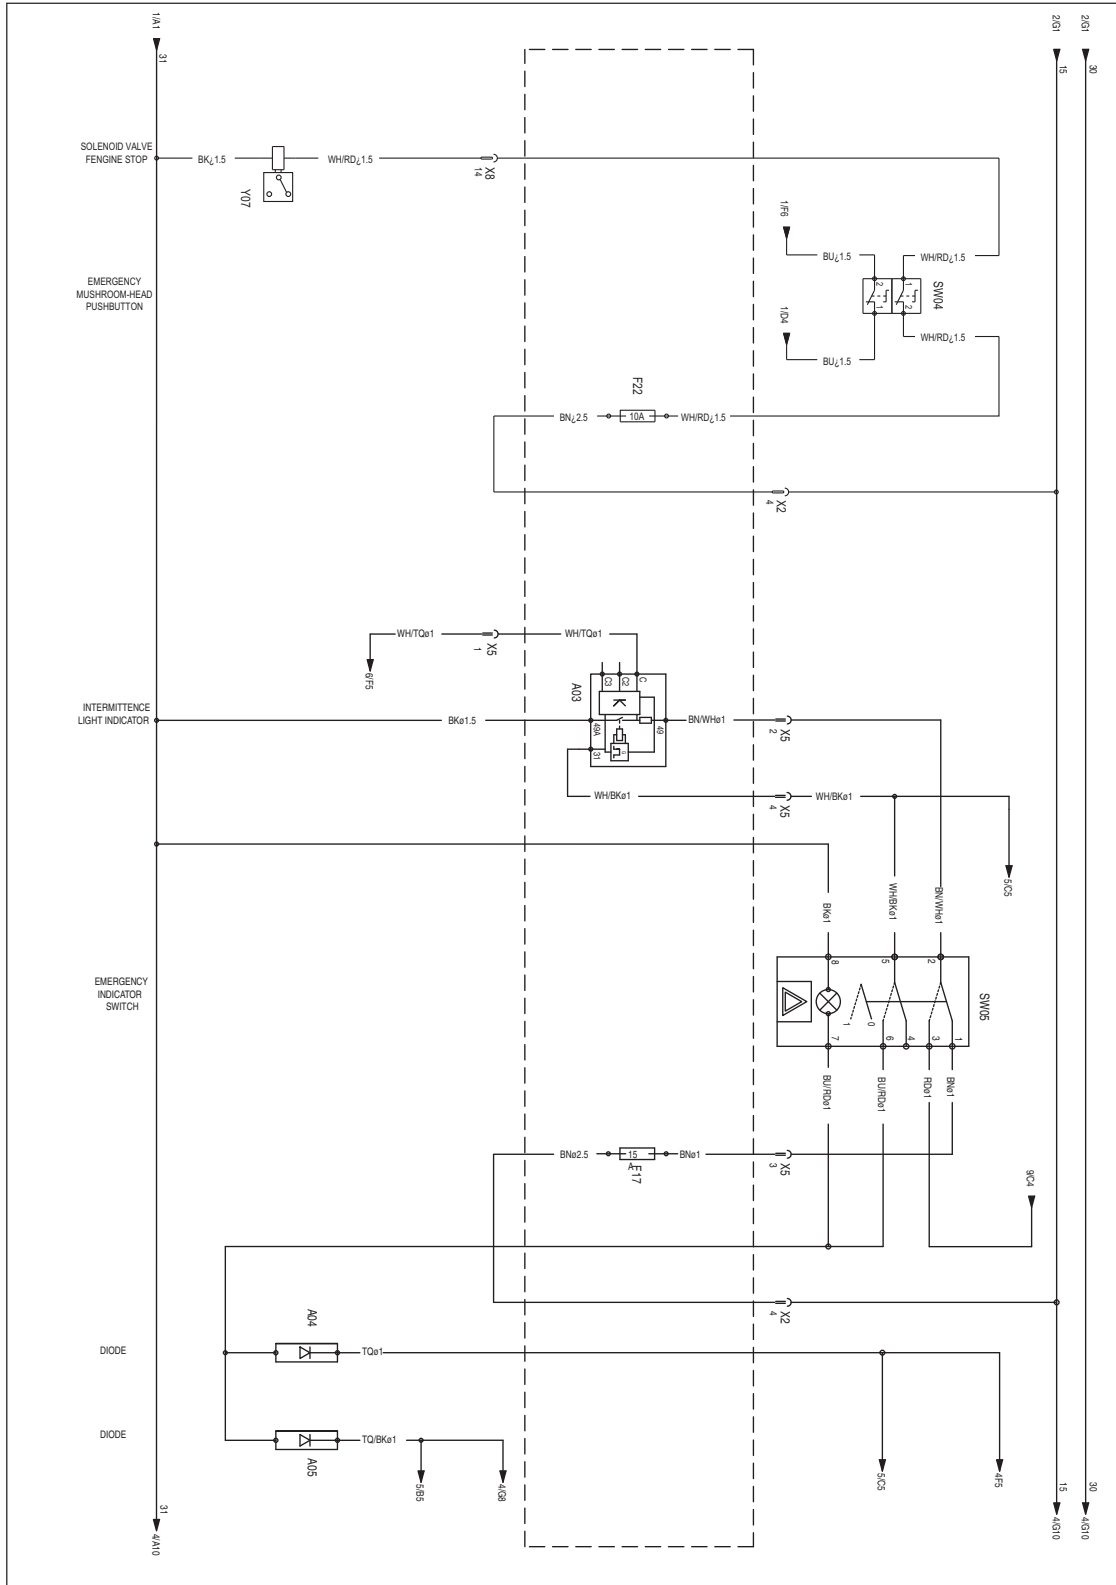 1/A1
31
2/G1
15
2/G1
30
SOLENOID VALVE
FENGINE STOP
BK¿1.5
WH/RD¿1.5
X8
14
Y07
1/F6
BU¿1.5
WH/RD¿1.5
2
1
1
2
SW04
EMERGENCY
MUSHROOM-HEAD
PUSHBUTTON
1/D4
BU¿1.5
WH/RD¿1.5
F22
BN¿2.5
10A
WH/RD¿1.5
X2
4
WH/TQø1
X5
1
WH/TQø1
6/F5
C3
C2
C
A03
K
INTERMITTENCE
LIGHT INDICATOR
BKø1.5
49A
49
31
G
BN/WHø1
X5
2
WH/BKø1
X5
4
WH/BKø1
5/C5
BKø1
WH/BKø1
BN/WHø1
EMERGENCY
INDICATOR
SWITCH
8
5
2
SW05
1
0
7
6
4
3
1
BU/RDø1
BU/RDø1
RDø1
BNø1
BNø2.5
15
A
F17
BNø1
X5
3
9/C4
X2
4
A04
DIODE
TQø1
DIODE
TQ/BKø1
A05
5/B5
4/G8
5/C5
4F5
31
4/A10
15
4/G10
30
4/G10